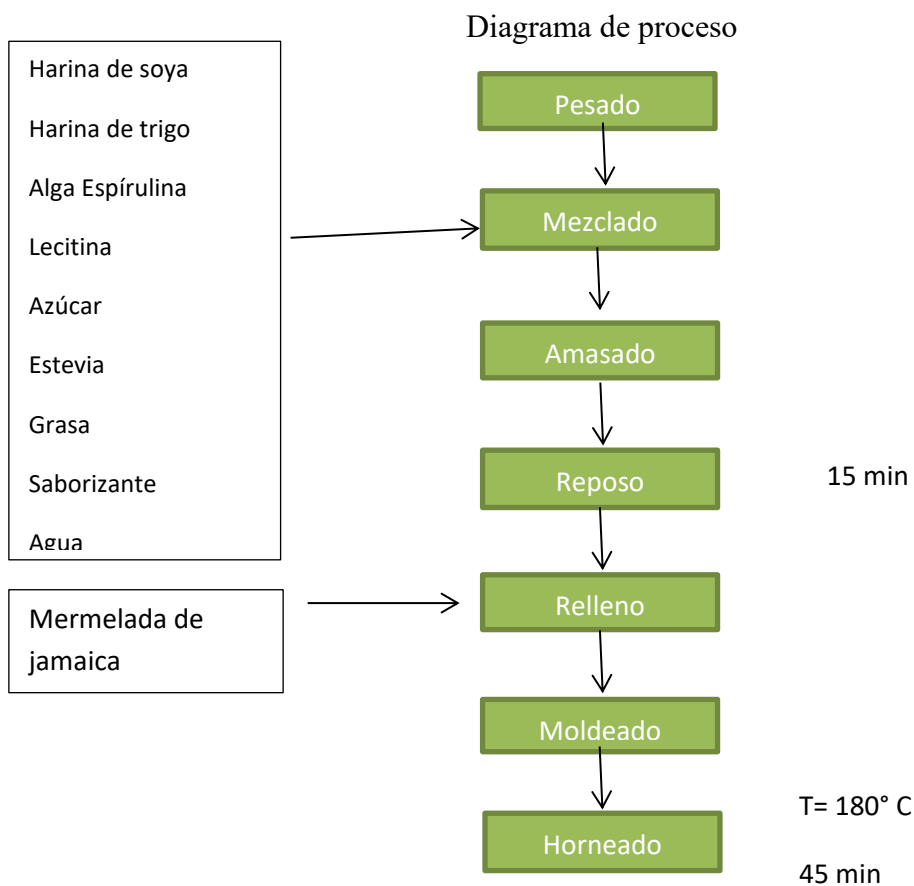 Diagrama de proceso
Harina de soya
Harina de trigo
Alga Espírulina
Lecitina
Azúcar
Estevia
Grasa
Saborizante
Agua
Mermelada de
jamaica
Pesado
Mezclado
Amasado
Reposo
15 min
Relleno
Moldeado
Horneado
T= 180° C
45 min